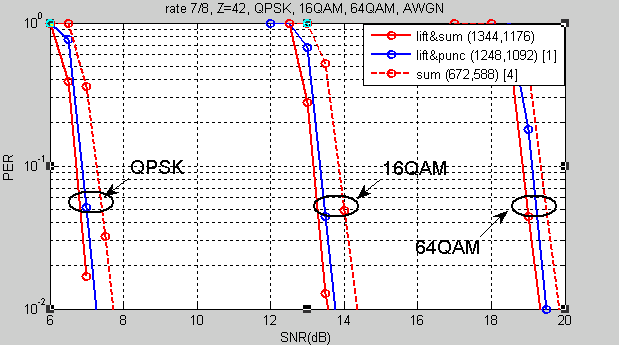 rate 7/8, Z=42, QPSK, 16QAM, 64QAM, AWGN
lift&sum (1344,1176)
lift&punc (1248,1092) [1]
sum (672,588) [4]
10^0
10^-1
10^-2
PER
QPSK
16QAM
64QAM
6 8 10 12 14 16 18 20
SNR(dB)